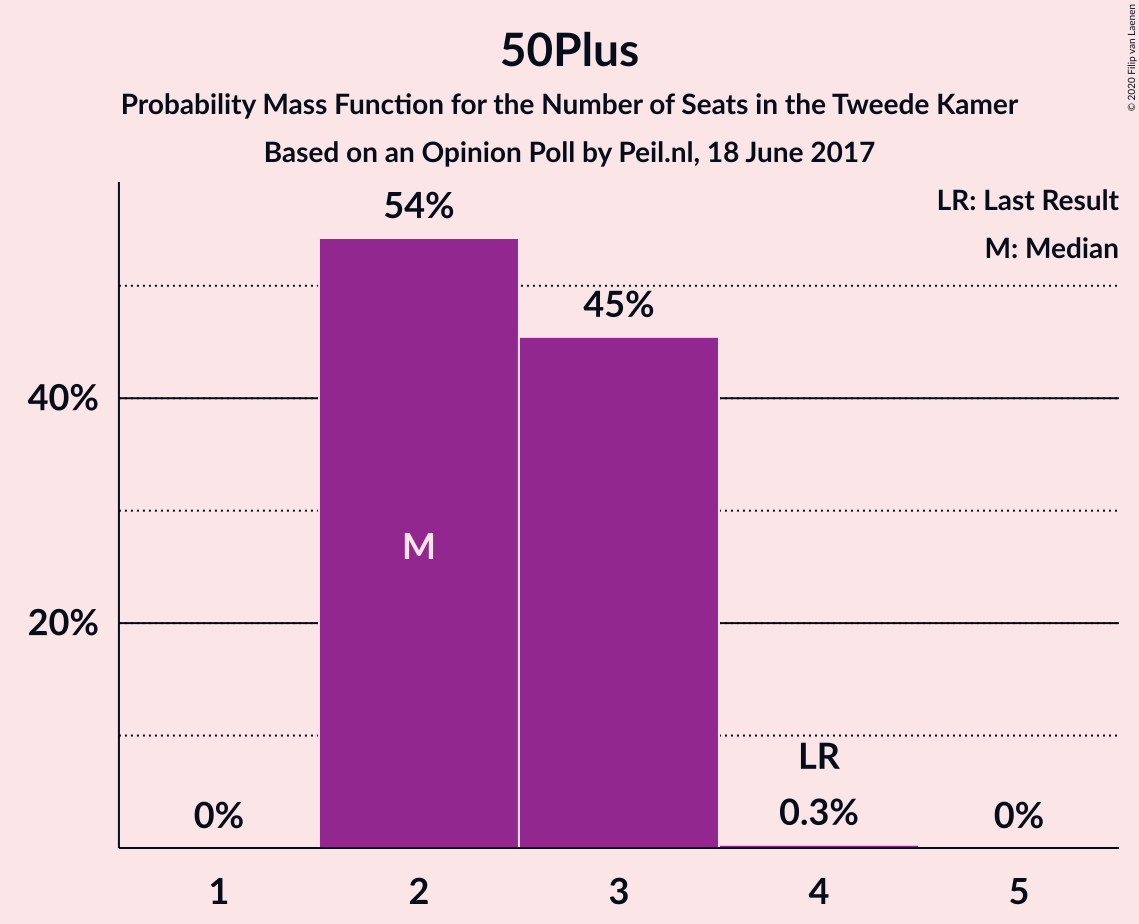 50Plus
Probability Mass Function for the Number of Seats in the Tweede Kamer
Based on an Opinion Poll by Peil.nl, 18 June 2017
© 2020 Filip van Laenen
LR: Last Result
M: Median
54%
45%
40%
M
20%
LR
0%
0.3%
0%
1 2 3 4 5